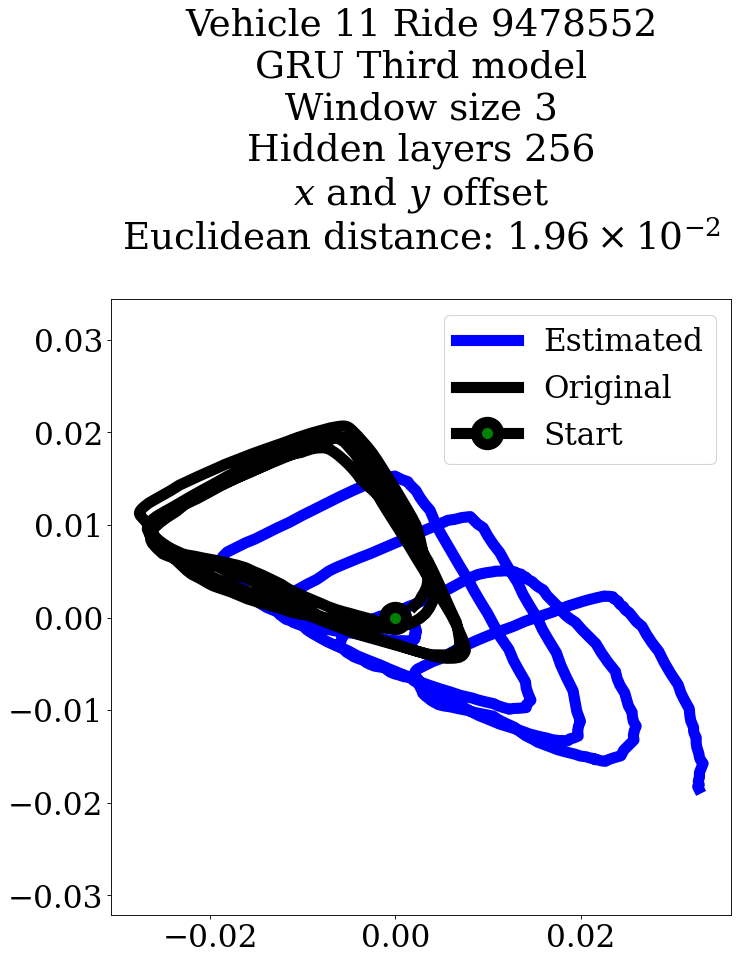 Vehicle 11 Ride 9478552
GRU Third model
Window size 3
Hidden layers 256
x and y offset
Euclidean distance: 1.96 × 10⁻²
Estimated
Original
Start
0.03
0.02
0.01
0.00
−0.01
−0.02
−0.03
−0.02
0.00
0.02